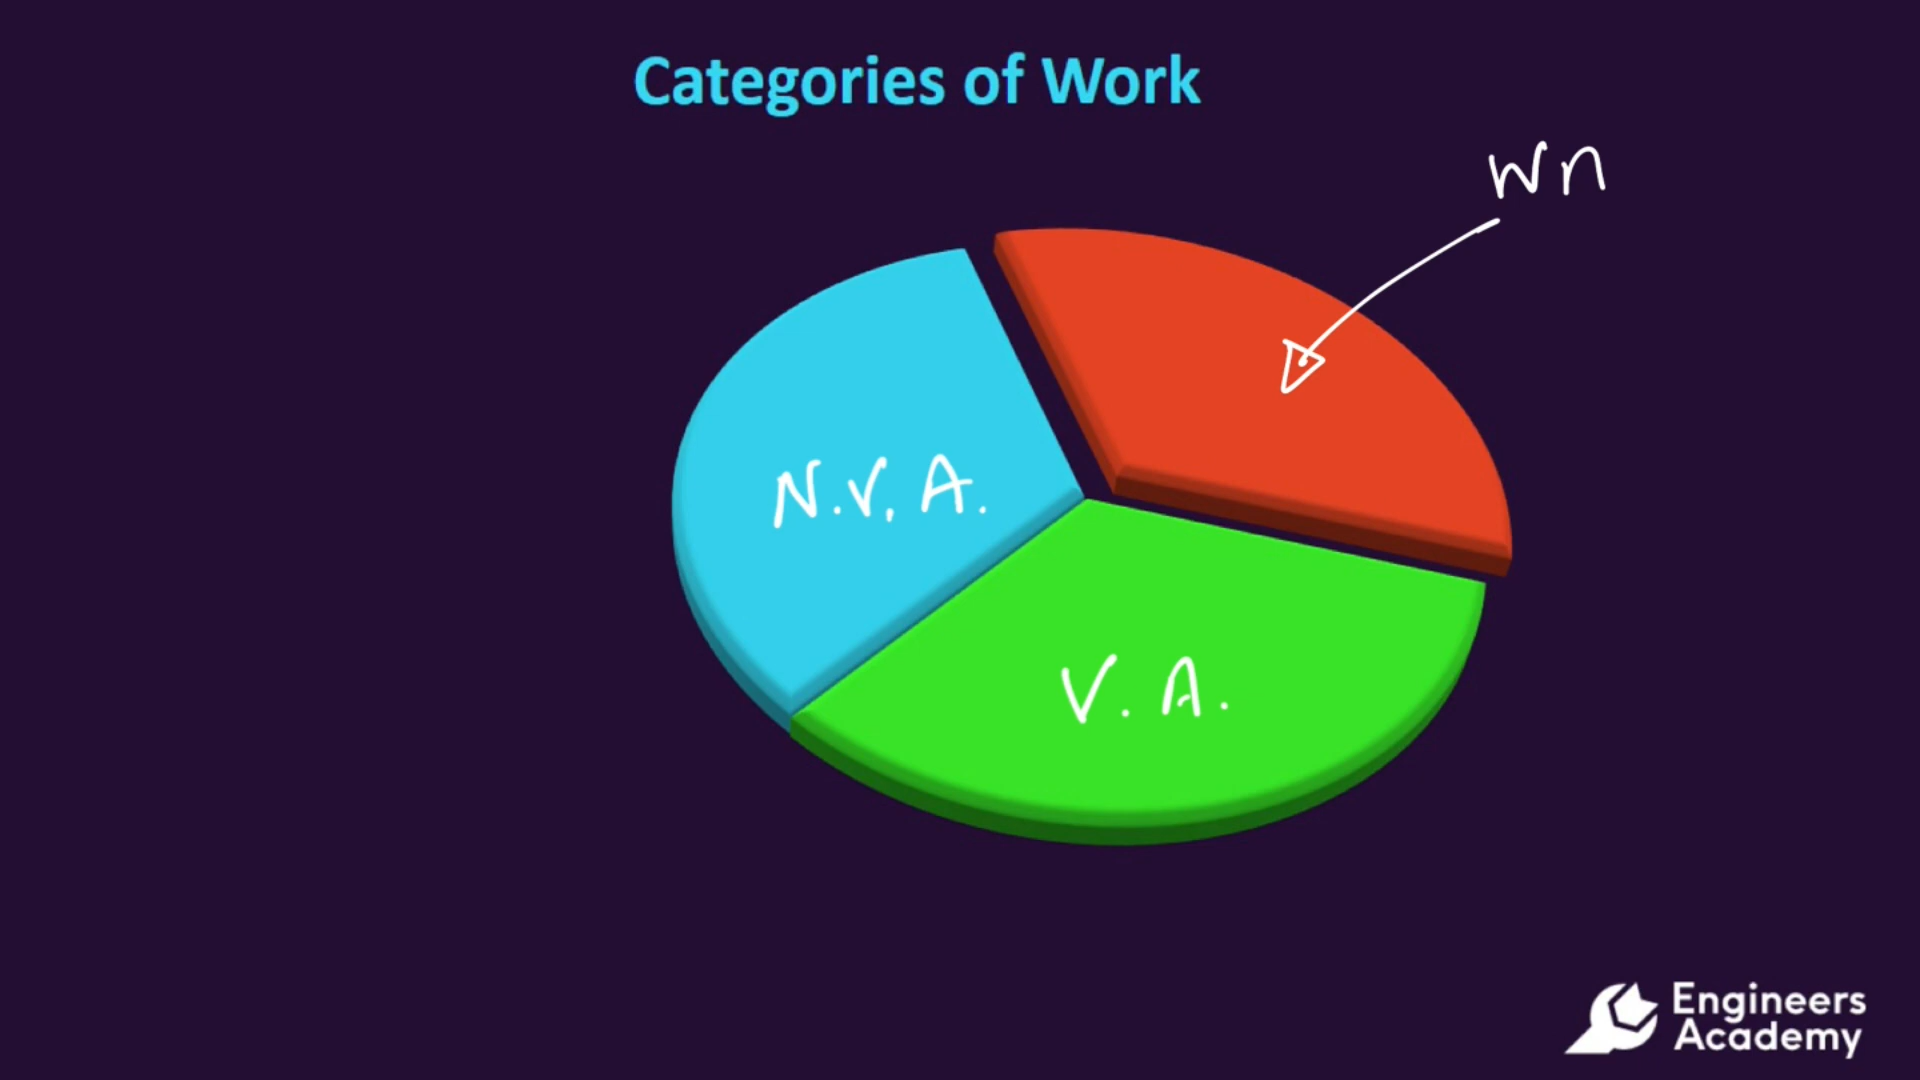 Categories of Work
Wn
N.V.A.
V.A.
Engineers
Academy